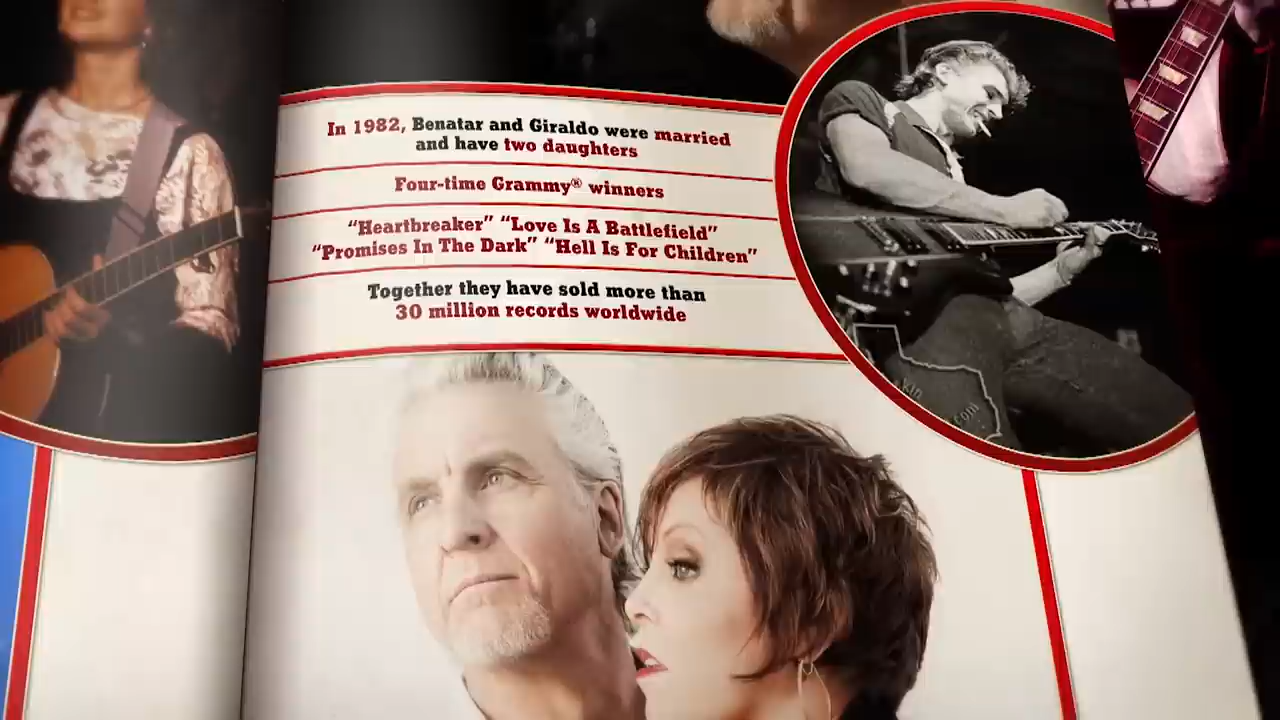 In 1982, Benatar and Giraldo were married
and have two daughters
Four-time Grammy® winners
“Heartbreaker” “Love Is A Battlefield”
“Promises In The Dark” “Hell Is For Children”
Together they have sold more than
30 million records worldwide